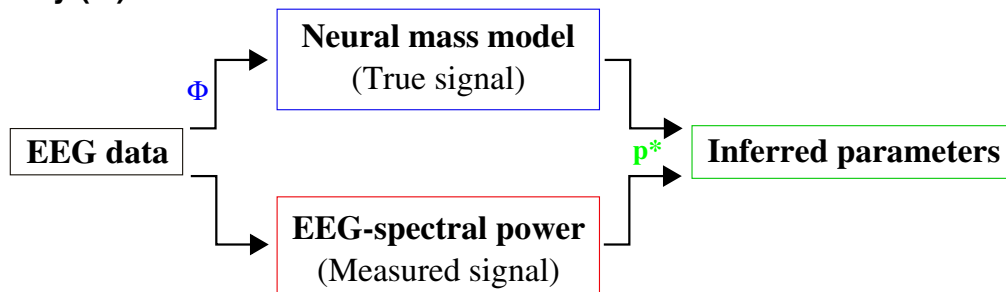 Neural mass model
(True signal)
Φ
EEG data
p*
Inferred parameters
EEG-spectral power
(Measured signal)